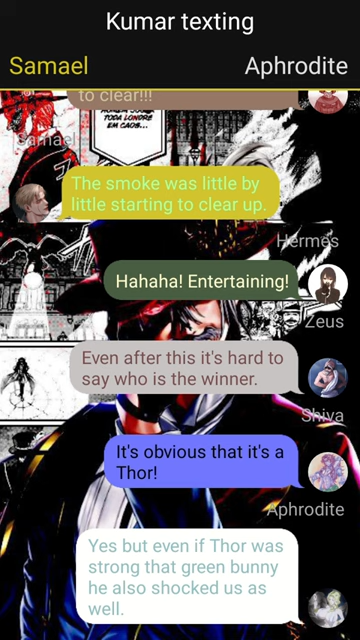 Kumar texting
Samael
Aphrodite
to clear!!!
Samael
TODA LONDRE
EM CAOS...
The smoke was little by
little starting to clear up.
Hermes
Hahaha! Entertaining!
Zeus
Even after this it's hard to
say who is the winner.
Shiva
It's obvious that it's a
Thor!
Aphrodite
Yes but even if Thor was
strong that green bunny
he also shocked us as
well.